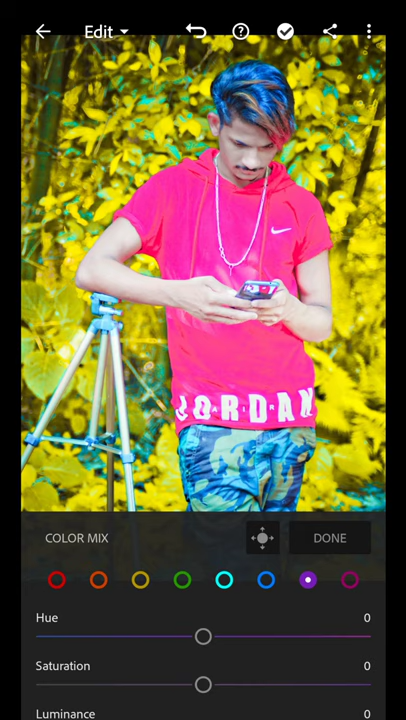 Edit
JORDAN
COLOR MIX
DONE
Hue 0
Saturation 0
Luminance 0